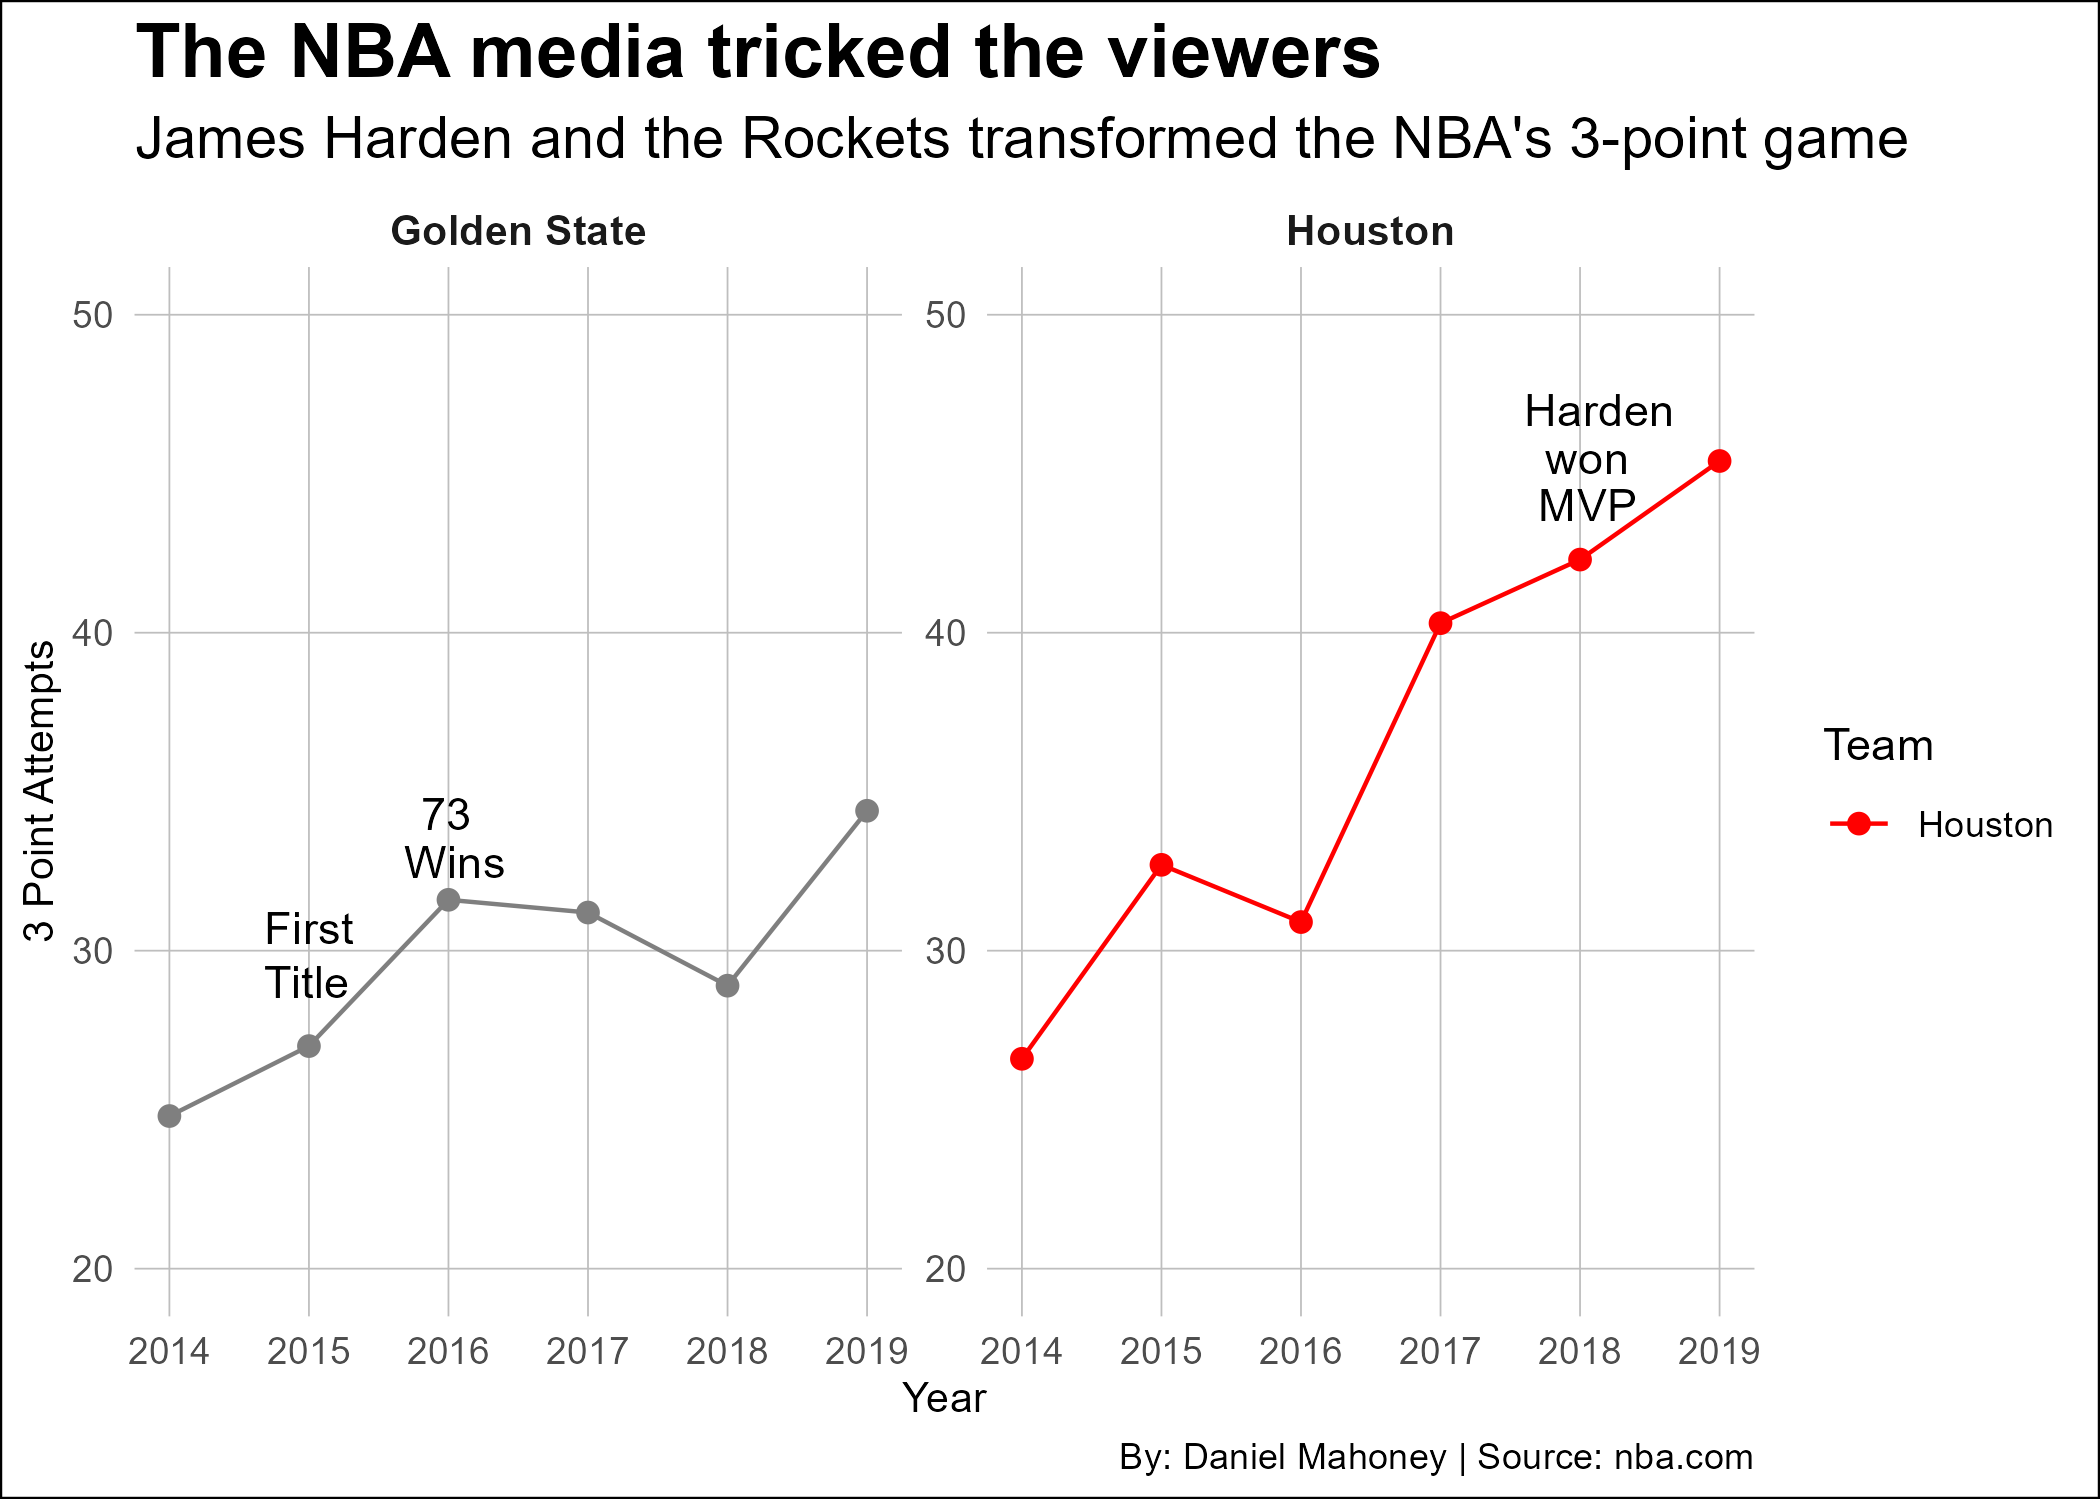 The NBA media tricked the viewers
James Harden and the Rockets transformed the NBA's 3-point game
Golden State
Houston
3 Point Attempts
50
40
30
20
First
Title
73
Wins
2014 2015 2016 2017 2018 2019
50
40
30
20
Harden
won
MVP
2014 2015 2016 2017 2018 2019
Year
Team
Houston
By: Daniel Mahoney | Source: nba.com